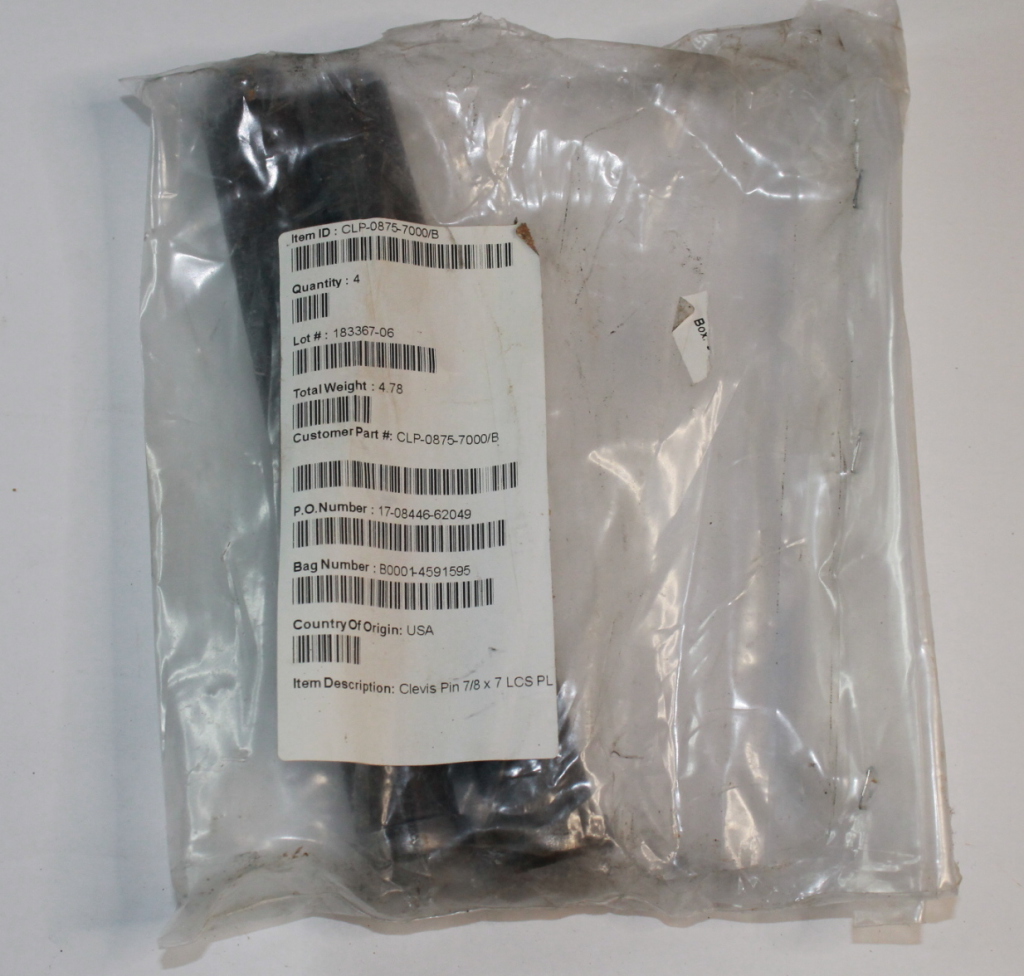 Item ID : CLP-0875-7000/B
Quantity : 4
Lot # : 183367-06
Total Weight : 4.78
Customer Part #: CLP-0875-7000/B
P.O.Number : 17-08446-62049
Bag Number : B0001-4591595
Country Of Origin: USA
Item Description: Clevis Pin 7/8 x 7 LCS PL
Box